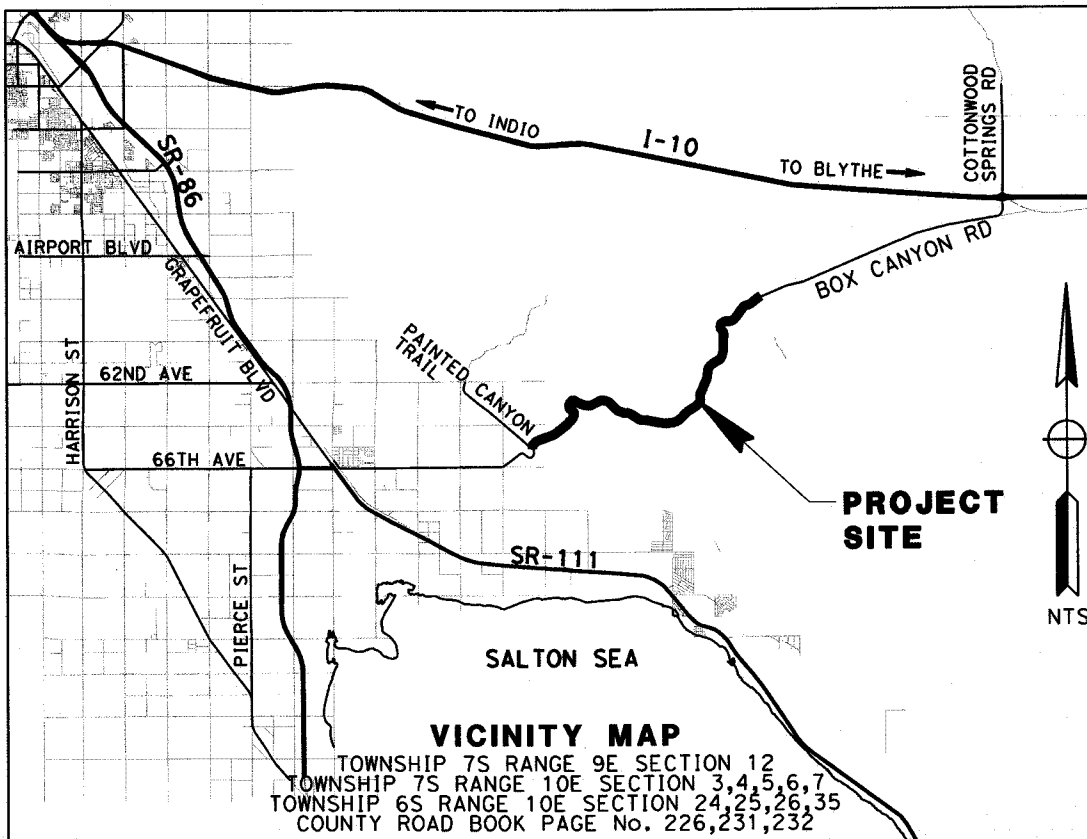 COTTONWOOD
SPRINGS RD
TO INDIO
I-10
TO BLYTHE
SR-86
BOX CANYON RD
AIRPORT BLVD
GRAPEFRUIT BLVD
PAINTED CANYON
TRAIL
HARRISON ST
62ND AVE
66TH AVE
PROJECT
SITE
SR-111
PIERCE ST
NTS
SALTON SEA
VICINITY MAP
TOWNSHIP 7S RANGE 9E SECTION 12
TOWNSHIP 7S RANGE 10E SECTION 3,4,5,6,7
TOWNSHIP 6S RANGE 10E SECTION 24,25,26,35
COUNTY ROAD BOOK PAGE No. 226,231,232